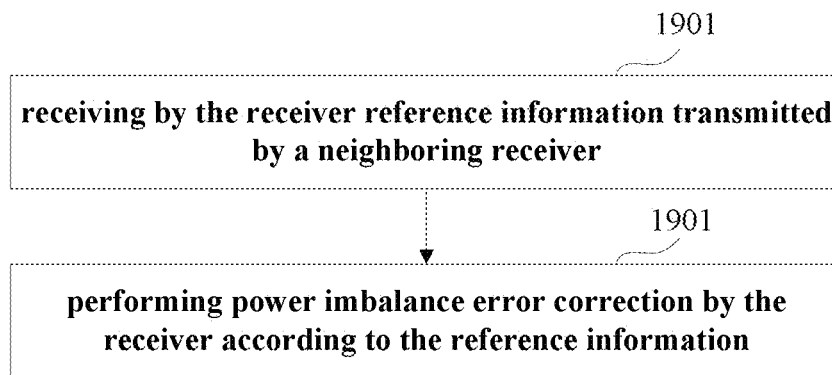 1901
receiving by the receiver reference information transmitted
by a neighboring receiver
1901
performing power imbalance error correction by the
receiver according to the reference information